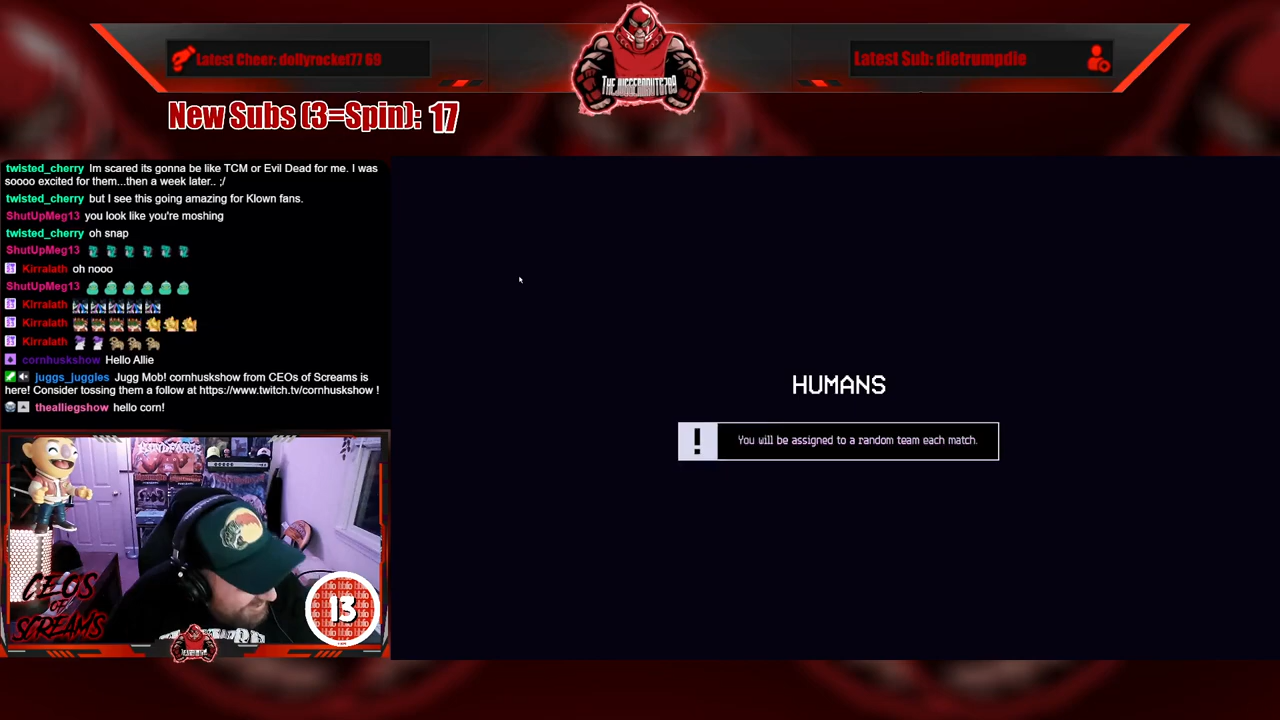 Latest Cheer: dollyrocket77 69
Latest Sub: dietrumpdie
THEJUGGERNAUT6789
New Subs (3=Spin): 17
twisted_cherry Im scared its gonna be like TCM or Evil Dead for me. I was
soooo excited for them...then a week later.. ;/
twisted_cherry but I see this going amazing for Klown fans.
ShutUpMeg13 you look like you're moshing
twisted_cherry oh snap
ShutUpMeg13
Kirralath oh nooo
ShutUpMeg13
Kirralath
Kirralath
Kirralath
cornhuskshow Hello Allie
juggs_juggles Jugg Mob! cornhuskshow from CEOs of Screams is
here! Consider tossing them a follow at https://www.twitch.tv/cornhuskshow !
thealliegshow hello corn!
HUMANS
! You will be assigned to a random team each match.
CEO'S
OF
SCREAMS
13